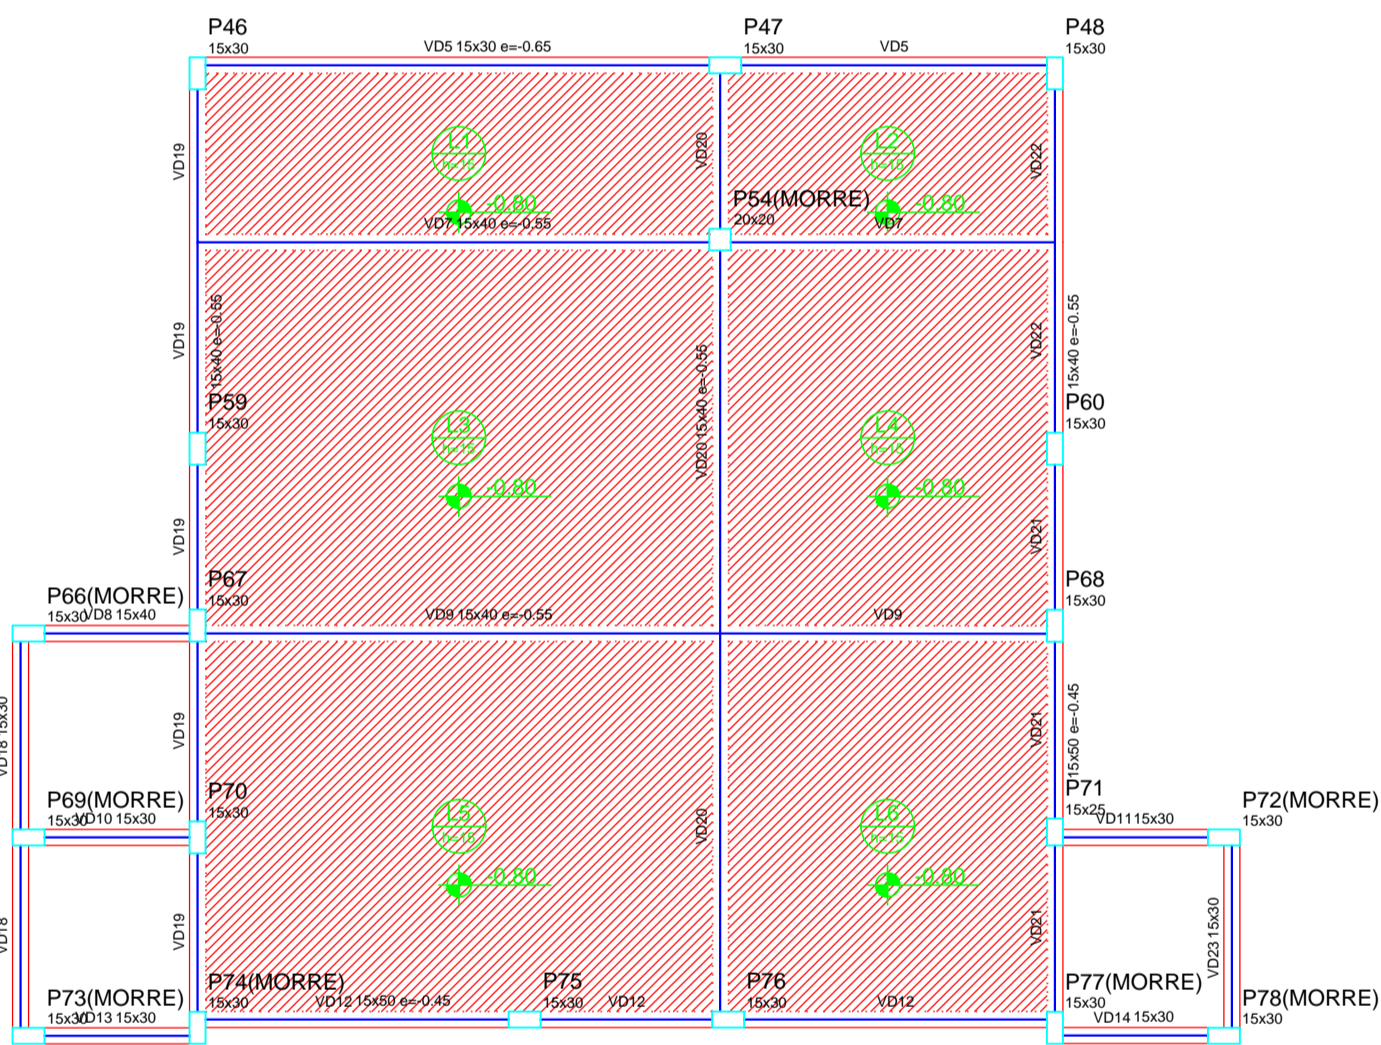 P46
15x30
VD5 15x30 e=-0.65
P47
15x30
VD5
P48
15x30
VD19
L1
h=15
-0.80
VD20
L2
h=15
-0.80
VD22
P54(MORRE)
20x20
VD7 15x40 e=-0.55
VD7
VD19
15x40 e=-0.55
P59
15x30
L3
h=15
-0.80
VD20 15x40 e=-0.55
L4
h=15
-0.80
VD22
15x40 e=-0.55
P60
15x30
VD19
VD21
P66(MORRE)
15x30
VD8 15x40
P67
15x30
VD9 15x40 e=-0.55
VD9
P68
15x30
VD18 15x30
VD19
VD21
15x50 e=-0.45
P69(MORRE)
15x30
VD10 15x30
P70
15x30
L5
h=15
-0.80
VD20
L6
h=15
-0.80
P71
15x25
VD11 15x30
P72(MORRE)
15x30
VD18
VD19
VD21
VD23 15x30
P73(MORRE)
15x30
VD13 15x30
P74(MORRE)
15x30
VD12 15x50 e=-0.45
P75
15x30
VD12
P76
15x30
VD12
P77(MORRE)
15x30
VD14 15x30
P78(MORRE)
15x30